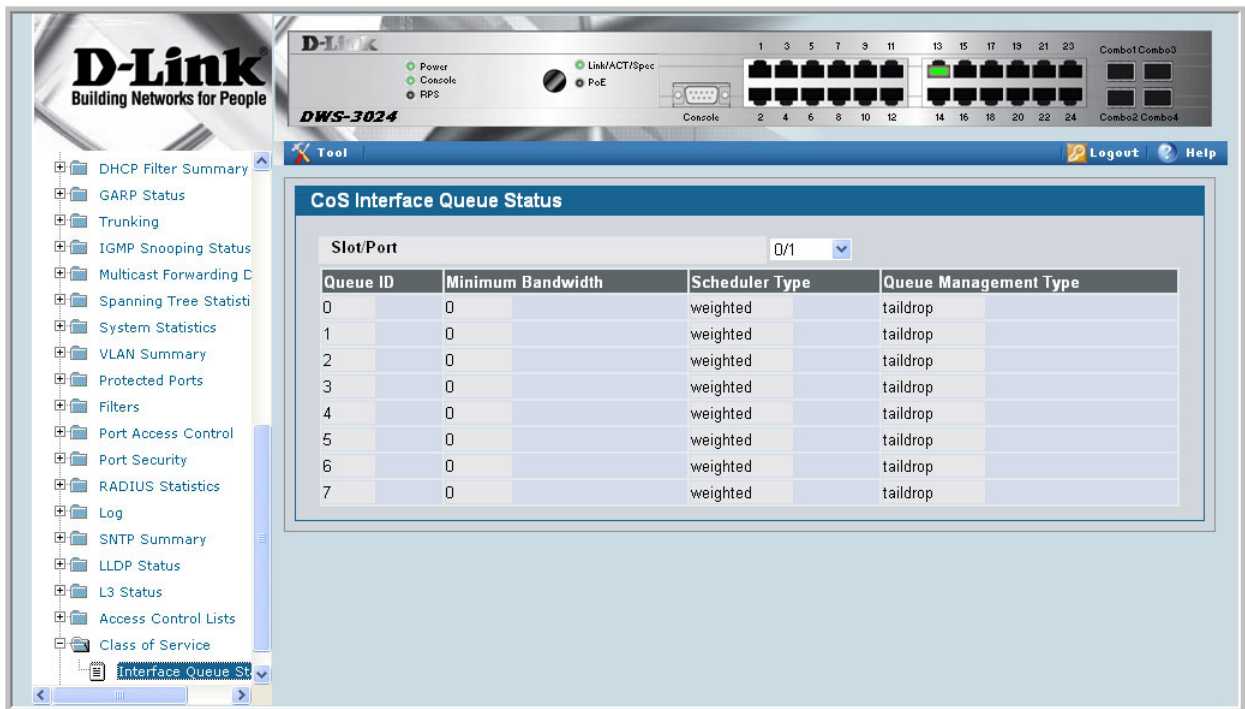 D-Link
Building Networks for People
D-Link
Power
Console
RPS
Link/ACT/Spec
PoE
DWS-3024
Console
1 3 5 7 9 11 13 15 17 19 21 23
2 4 6 8 10 12 14 16 18 20 22 24
Combo1 Combo3
Combo2 Combo4
Tool
Logout
Help
DHCP Filter Summary
GARP Status
Trunking
IGMP Snooping Status
Multicast Forwarding D
Spanning Tree Statisti
System Statistics
VLAN Summary
Protected Ports
Filters
Port Access Control
Port Security
RADIUS Statistics
Log
SNTP Summary
LLDP Status
L3 Status
Access Control Lists
Class of Service
Interface Queue St
CoS Interface Queue Status
Slot/Port 0/1
Queue ID Minimum Bandwidth Scheduler Type Queue Management Type
0 0 weighted taildrop
1 0 weighted taildrop
2 0 weighted taildrop
3 0 weighted taildrop
4 0 weighted taildrop
5 0 weighted taildrop
6 0 weighted taildrop
7 0 weighted taildrop